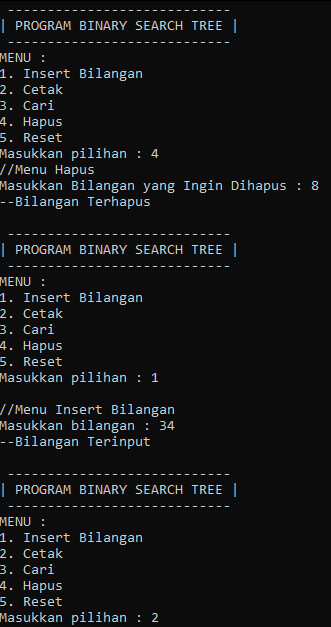 ----------------------------
| PROGRAM BINARY SEARCH TREE |
----------------------------
MENU :
1. Insert Bilangan
2. Cetak
3. Cari
4. Hapus
5. Reset
Masukkan pilihan : 4
//Menu Hapus
Masukkan Bilangan yang Ingin Dihapus : 8
--Bilangan Terhapus
----------------------------
| PROGRAM BINARY SEARCH TREE |
----------------------------
MENU :
1. Insert Bilangan
2. Cetak
3. Cari
4. Hapus
5. Reset
Masukkan pilihan : 1
//Menu Insert Bilangan
Masukkan bilangan : 34
--Bilangan Terinput
----------------------------
| PROGRAM BINARY SEARCH TREE |
----------------------------
MENU :
1. Insert Bilangan
2. Cetak
3. Cari
4. Hapus
5. Reset
Masukkan pilihan : 2